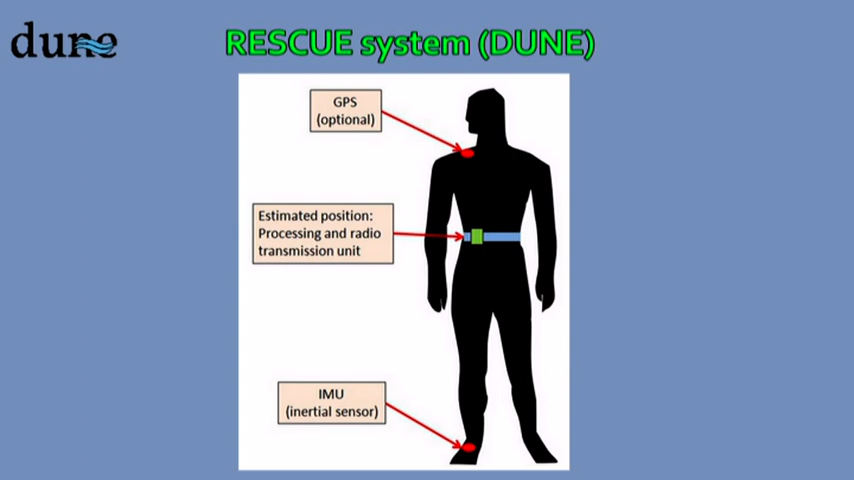 dune
RESCUE system (DUNE)
GPS
(optional)
Estimated position:
Processing and radio
transmission unit
IMU
(inertial sensor)